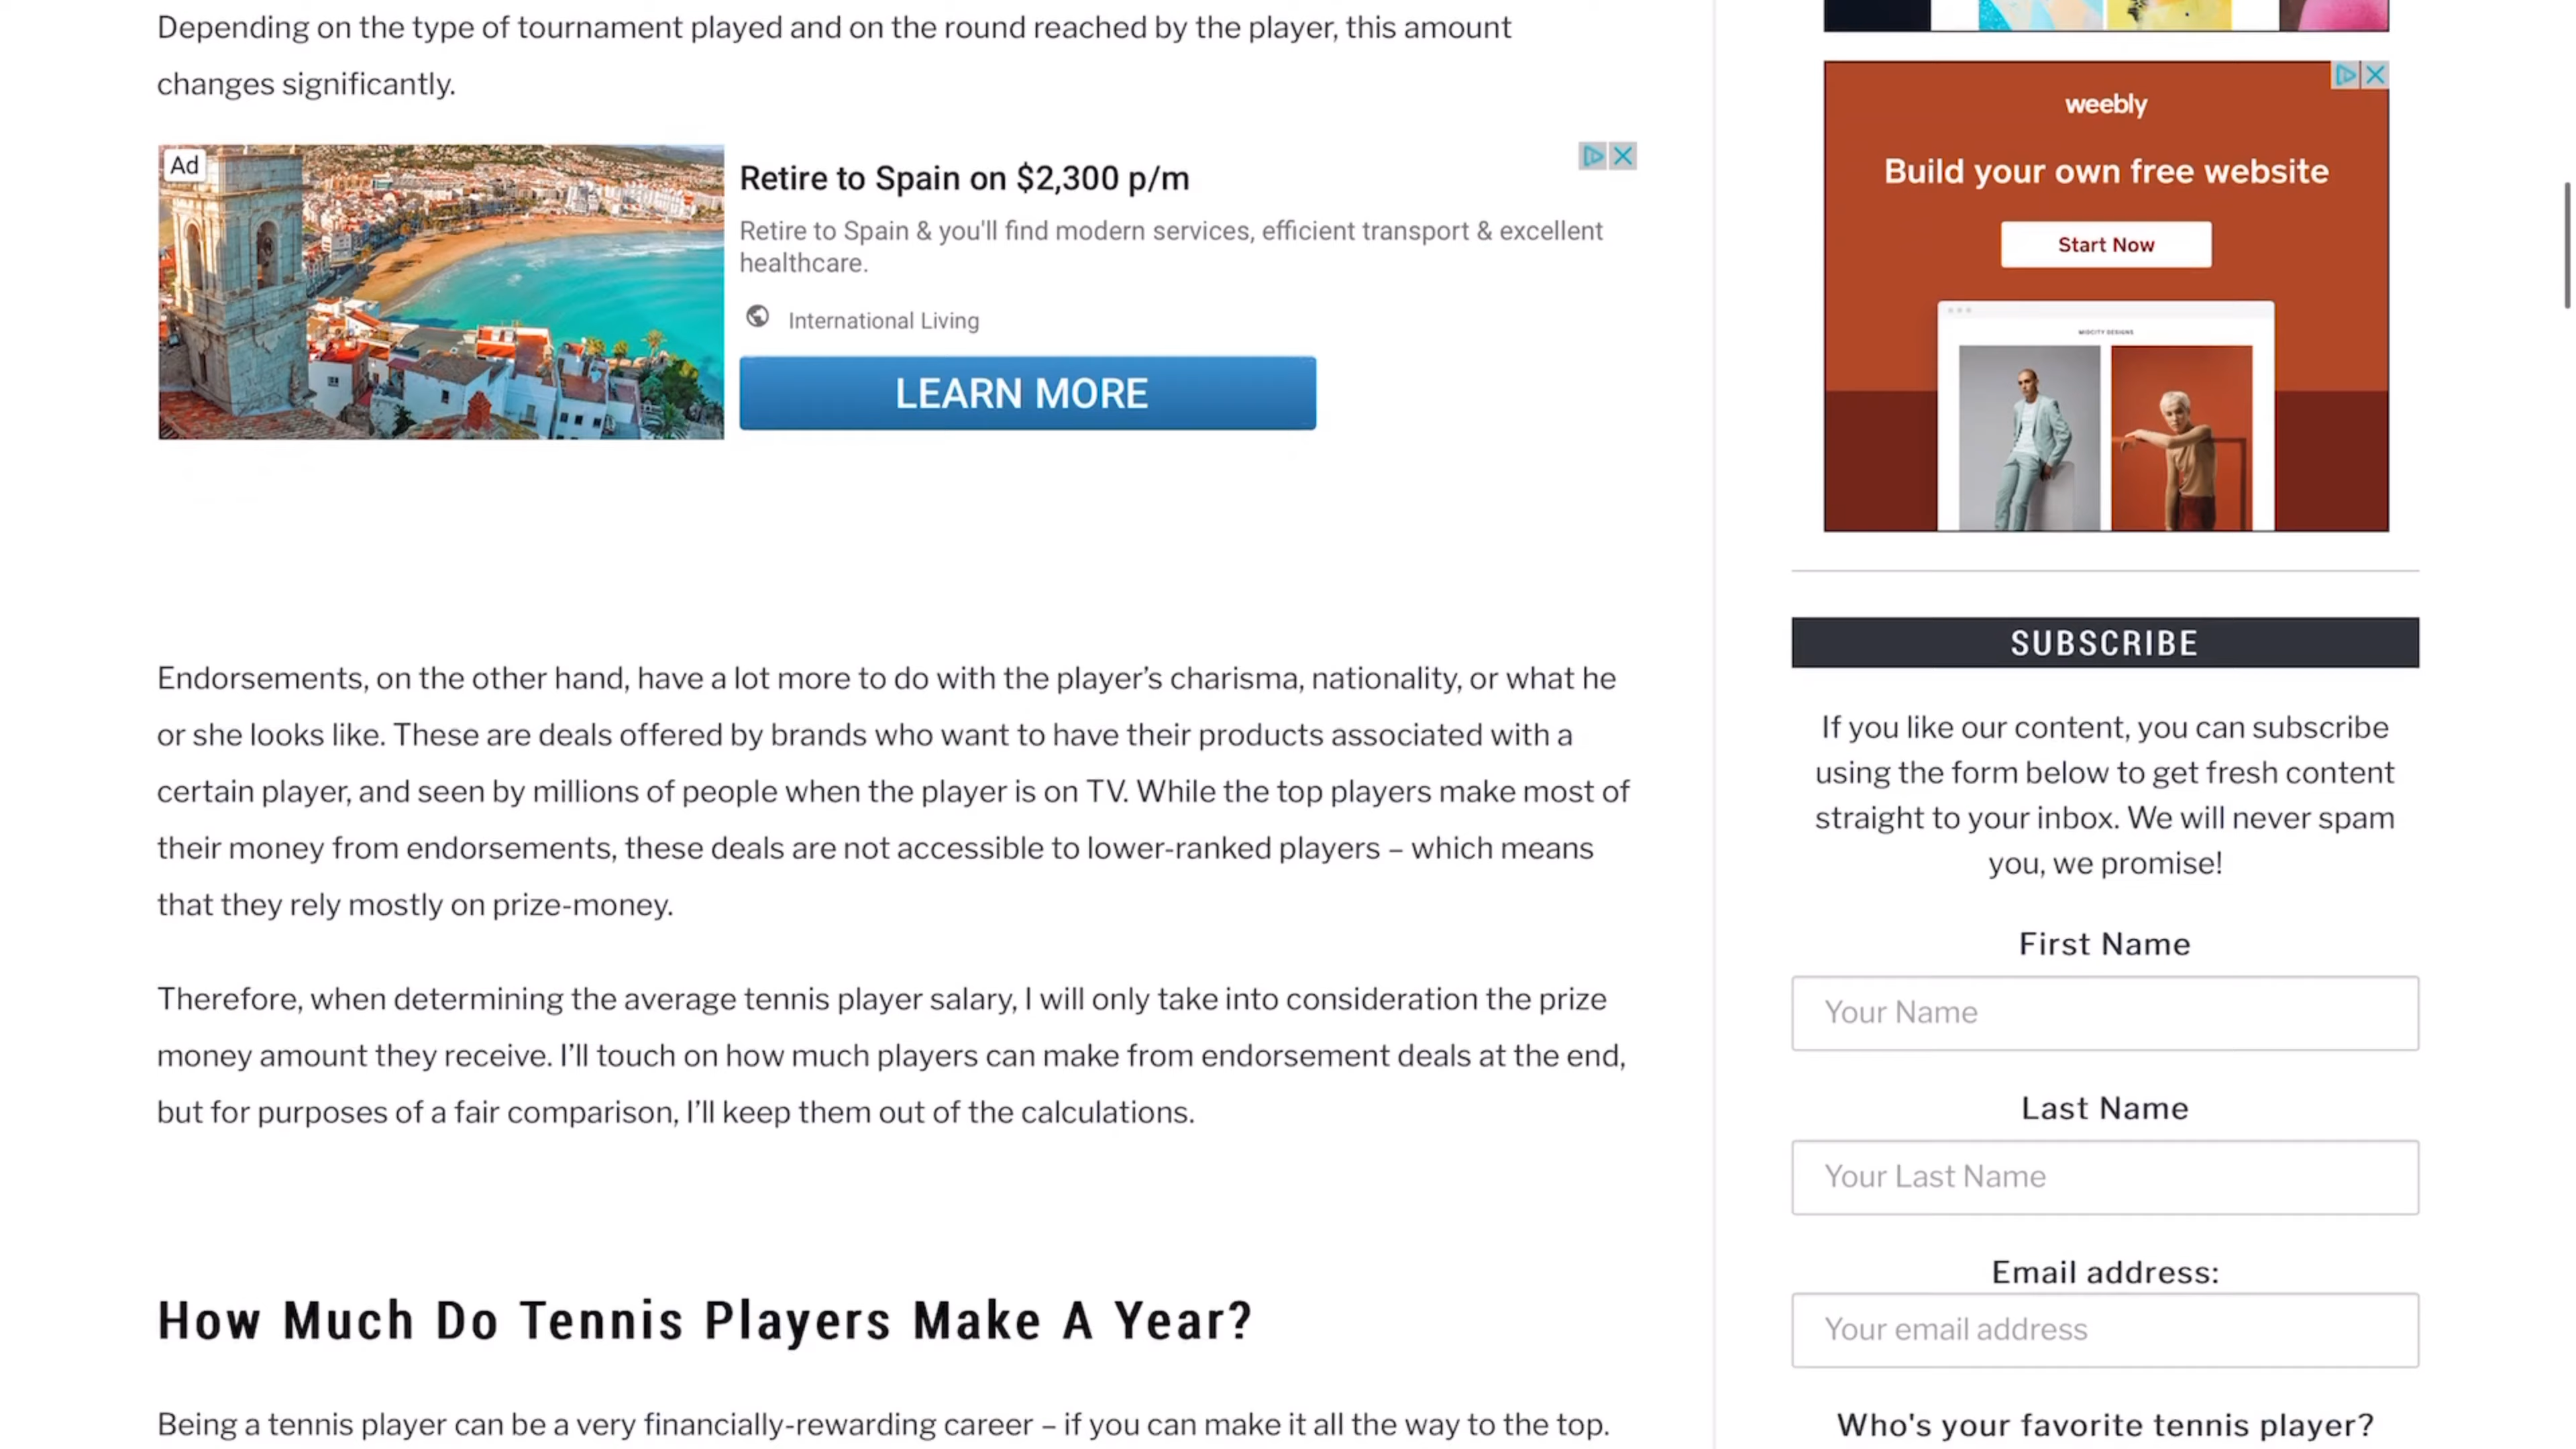 Depending on the type of tournament played and on the round reached by the player, this amount
changes significantly.
Ad
Retire to Spain on $2,300 p/m
Retire to Spain & you'll find modern services, efficient transport & excellent
healthcare.
International Living
LEARN MORE
Endorsements, on the other hand, have a lot more to do with the player’s charisma, nationality, or what he
or she looks like. These are deals offered by brands who want to have their products associated with a
certain player, and seen by millions of people when the player is on TV. While the top players make most of
their money from endorsements, these deals are not accessible to lower-ranked players – which means
that they rely mostly on prize-money.
Therefore, when determining the average tennis player salary, I will only take into consideration the prize
money amount they receive. I’ll touch on how much players can make from endorsement deals at the end,
but for purposes of a fair comparison, I’ll keep them out of the calculations.
How Much Do Tennis Players Make A Year?
Being a tennis player can be a very financially-rewarding career – if you can make it all the way to the top.
weebly
Build your own free website
Start Now
MIDCITY DESIGNS
SUBSCRIBE
If you like our content, you can subscribe
using the form below to get fresh content
straight to your inbox. We will never spam
you, we promise!
First Name
Your Name
Last Name
Your Last Name
Email address:
Your email address
Who's your favorite tennis player?